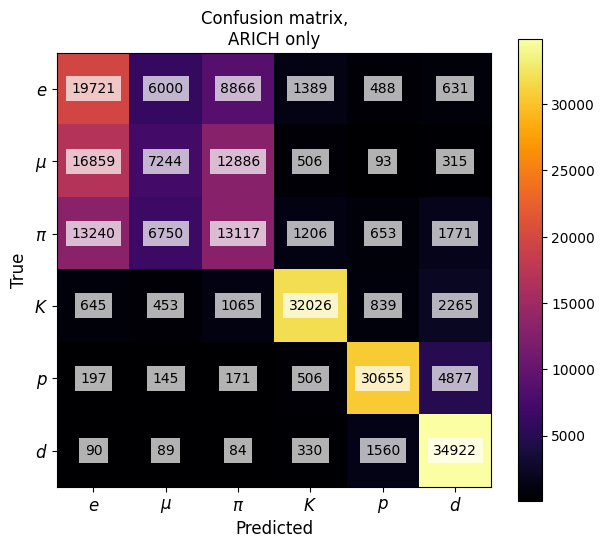 Confusion matrix,
ARICH only
e 19721 6000 8866 1389 488 631
μ 16859 7244 12886 506 93 315
π 13240 6750 13117 1206 653 1771
K 645 453 1065 32026 839 2265
p 197 145 171 506 30655 4877
d 90 89 84 330 1560 34922
e μ π K p d
True
Predicted
30000
25000
20000
15000
10000
5000